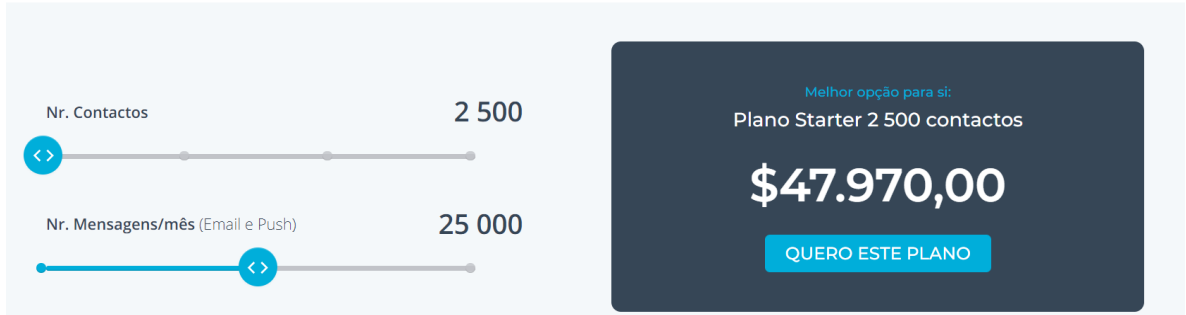 Nr. Contactos
2 500
Nr. Mensagens/mês (Email e Push)
25 000
Melhor opção para si:
Plano Starter 2 500 contactos
$47.970,00
QUERO ESTE PLANO